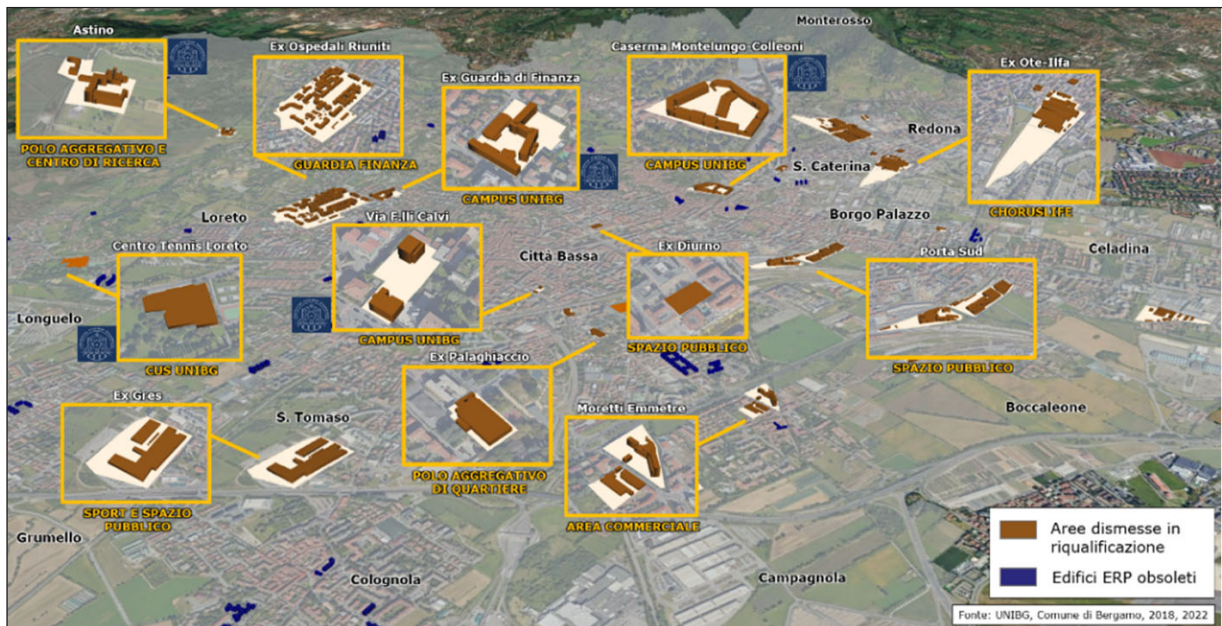 Monterosso
Astino
POLO AGGREGATIVO E
CENTRO DI RICERCA
Ex Ospedali Riuniti
GUARDIA FINANZA
Ex Guardia di Finanza
CAMPUS UNIBG
Caserma Montelungo-Colleoni
CAMPUS UNIBG
Ex Ote-Ilfa
CHORUSLIFE
Redona
S. Caterina
Loreto
Borgo Palazzo
Celadina
Città Bassa
Longuelo
Centro Tennis Loreto
CUS UNIBG
Via F.lli Calvi
CAMPUS UNIBG
Ex Diurno
SPAZIO PUBBLICO
Porta Sud
SPAZIO PUBBLICO
Ex Palaghiaccio
POLO AGGREGATIVO
DI QUARTIERE
Ex Gres
SPORT E SPAZIO
PUBBLICO
S. Tomaso
Moretti Emmetre
AREA COMMERCIALE
Boccaleone
Grumello
Colognola
Campagnola
Aree dismesse in
riqualificazione
Edifici ERP obsoleti
Fonte: UNIBG, Comune di Bergamo, 2018, 2022